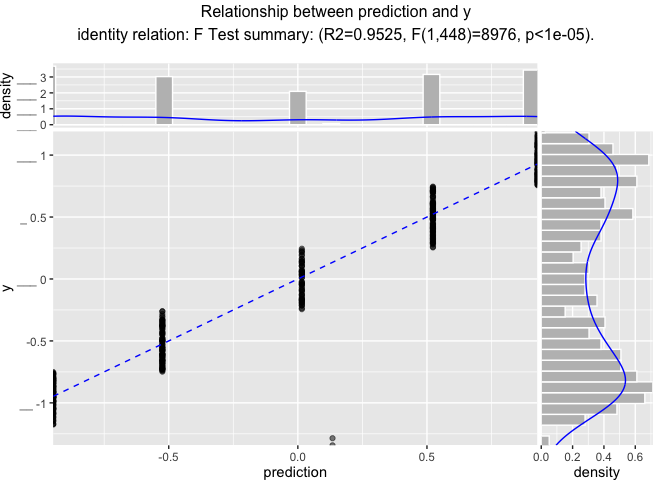 Relationship between prediction and y
identity relation: F Test summary: (R2=0.9525, F(1,448)=8976, p<1e-05).
density
3
2
1
0
y
1
0.5
0
-0.5
-1
-0.5
0.0
0.5
prediction
0.0
0.2
0.4
0.6
density